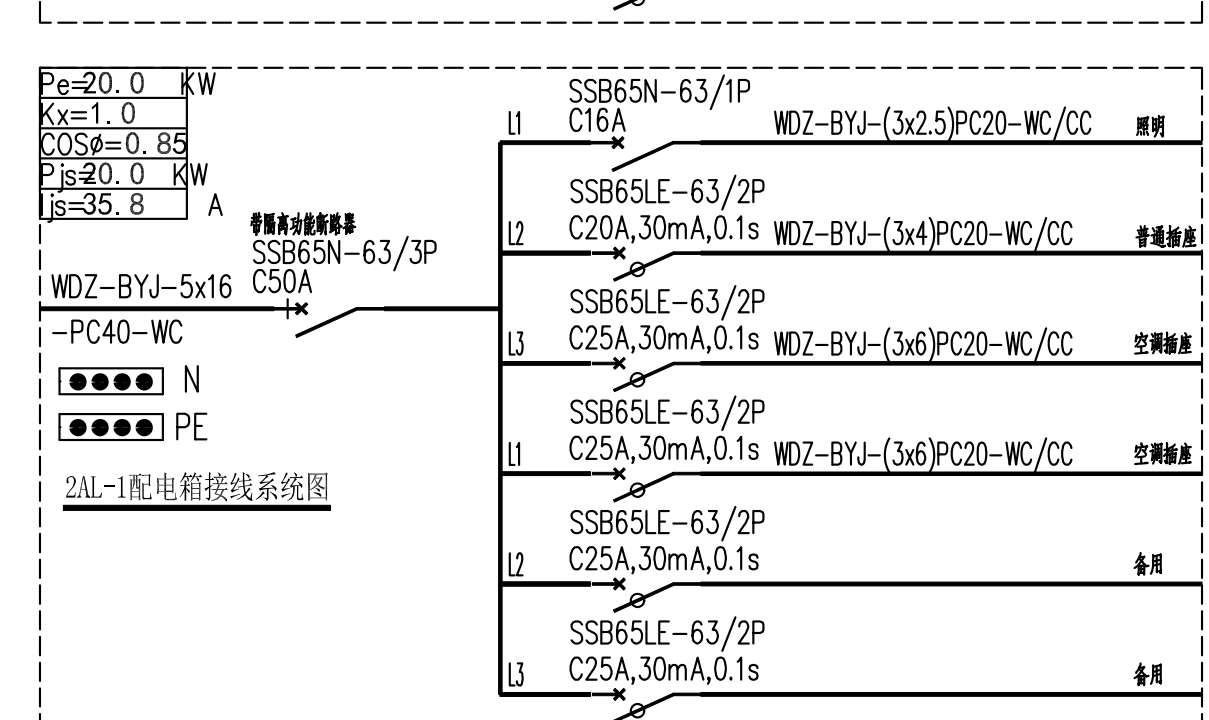 Pe=20.0 KW
Kx=1.0
COSø=0.85
Pjs=20.0 KW
Ijs=35.8 A
带隔离功能断路器
SSB65N-63/3P
C50A
WDZ-BYJ-5x16
-PC40-WC
N
PE
2AL-1配电箱接线系统图
SSB65N-63/1P
L1 C16A WDZ-BYJ-(3x2.5)PC20-WC/CC 照明
SSB65LE-63/2P
L2 C20A,30mA,0.1s WDZ-BYJ-(3x4)PC20-WC/CC 普通插座
SSB65LE-63/2P
L3 C25A,30mA,0.1s WDZ-BYJ-(3x6)PC20-WC/CC 空调插座
SSB65LE-63/2P
L1 C25A,30mA,0.1s WDZ-BYJ-(3x6)PC20-WC/CC 空调插座
SSB65LE-63/2P
L2 C25A,30mA,0.1s 备用
SSB65LE-63/2P
L3 C25A,30mA,0.1s 备用